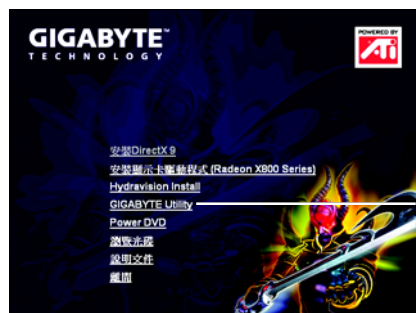 GIGABYTE™
TECHNOLOGY
POWERED BY
ATi
安裝DirectX 9
安裝顯示卡驅動程式 (Radeon X800 Series)
Hydravision Install
GIGABYTE Utility
Power DVD
瀏覽光碟
說明文件
離開